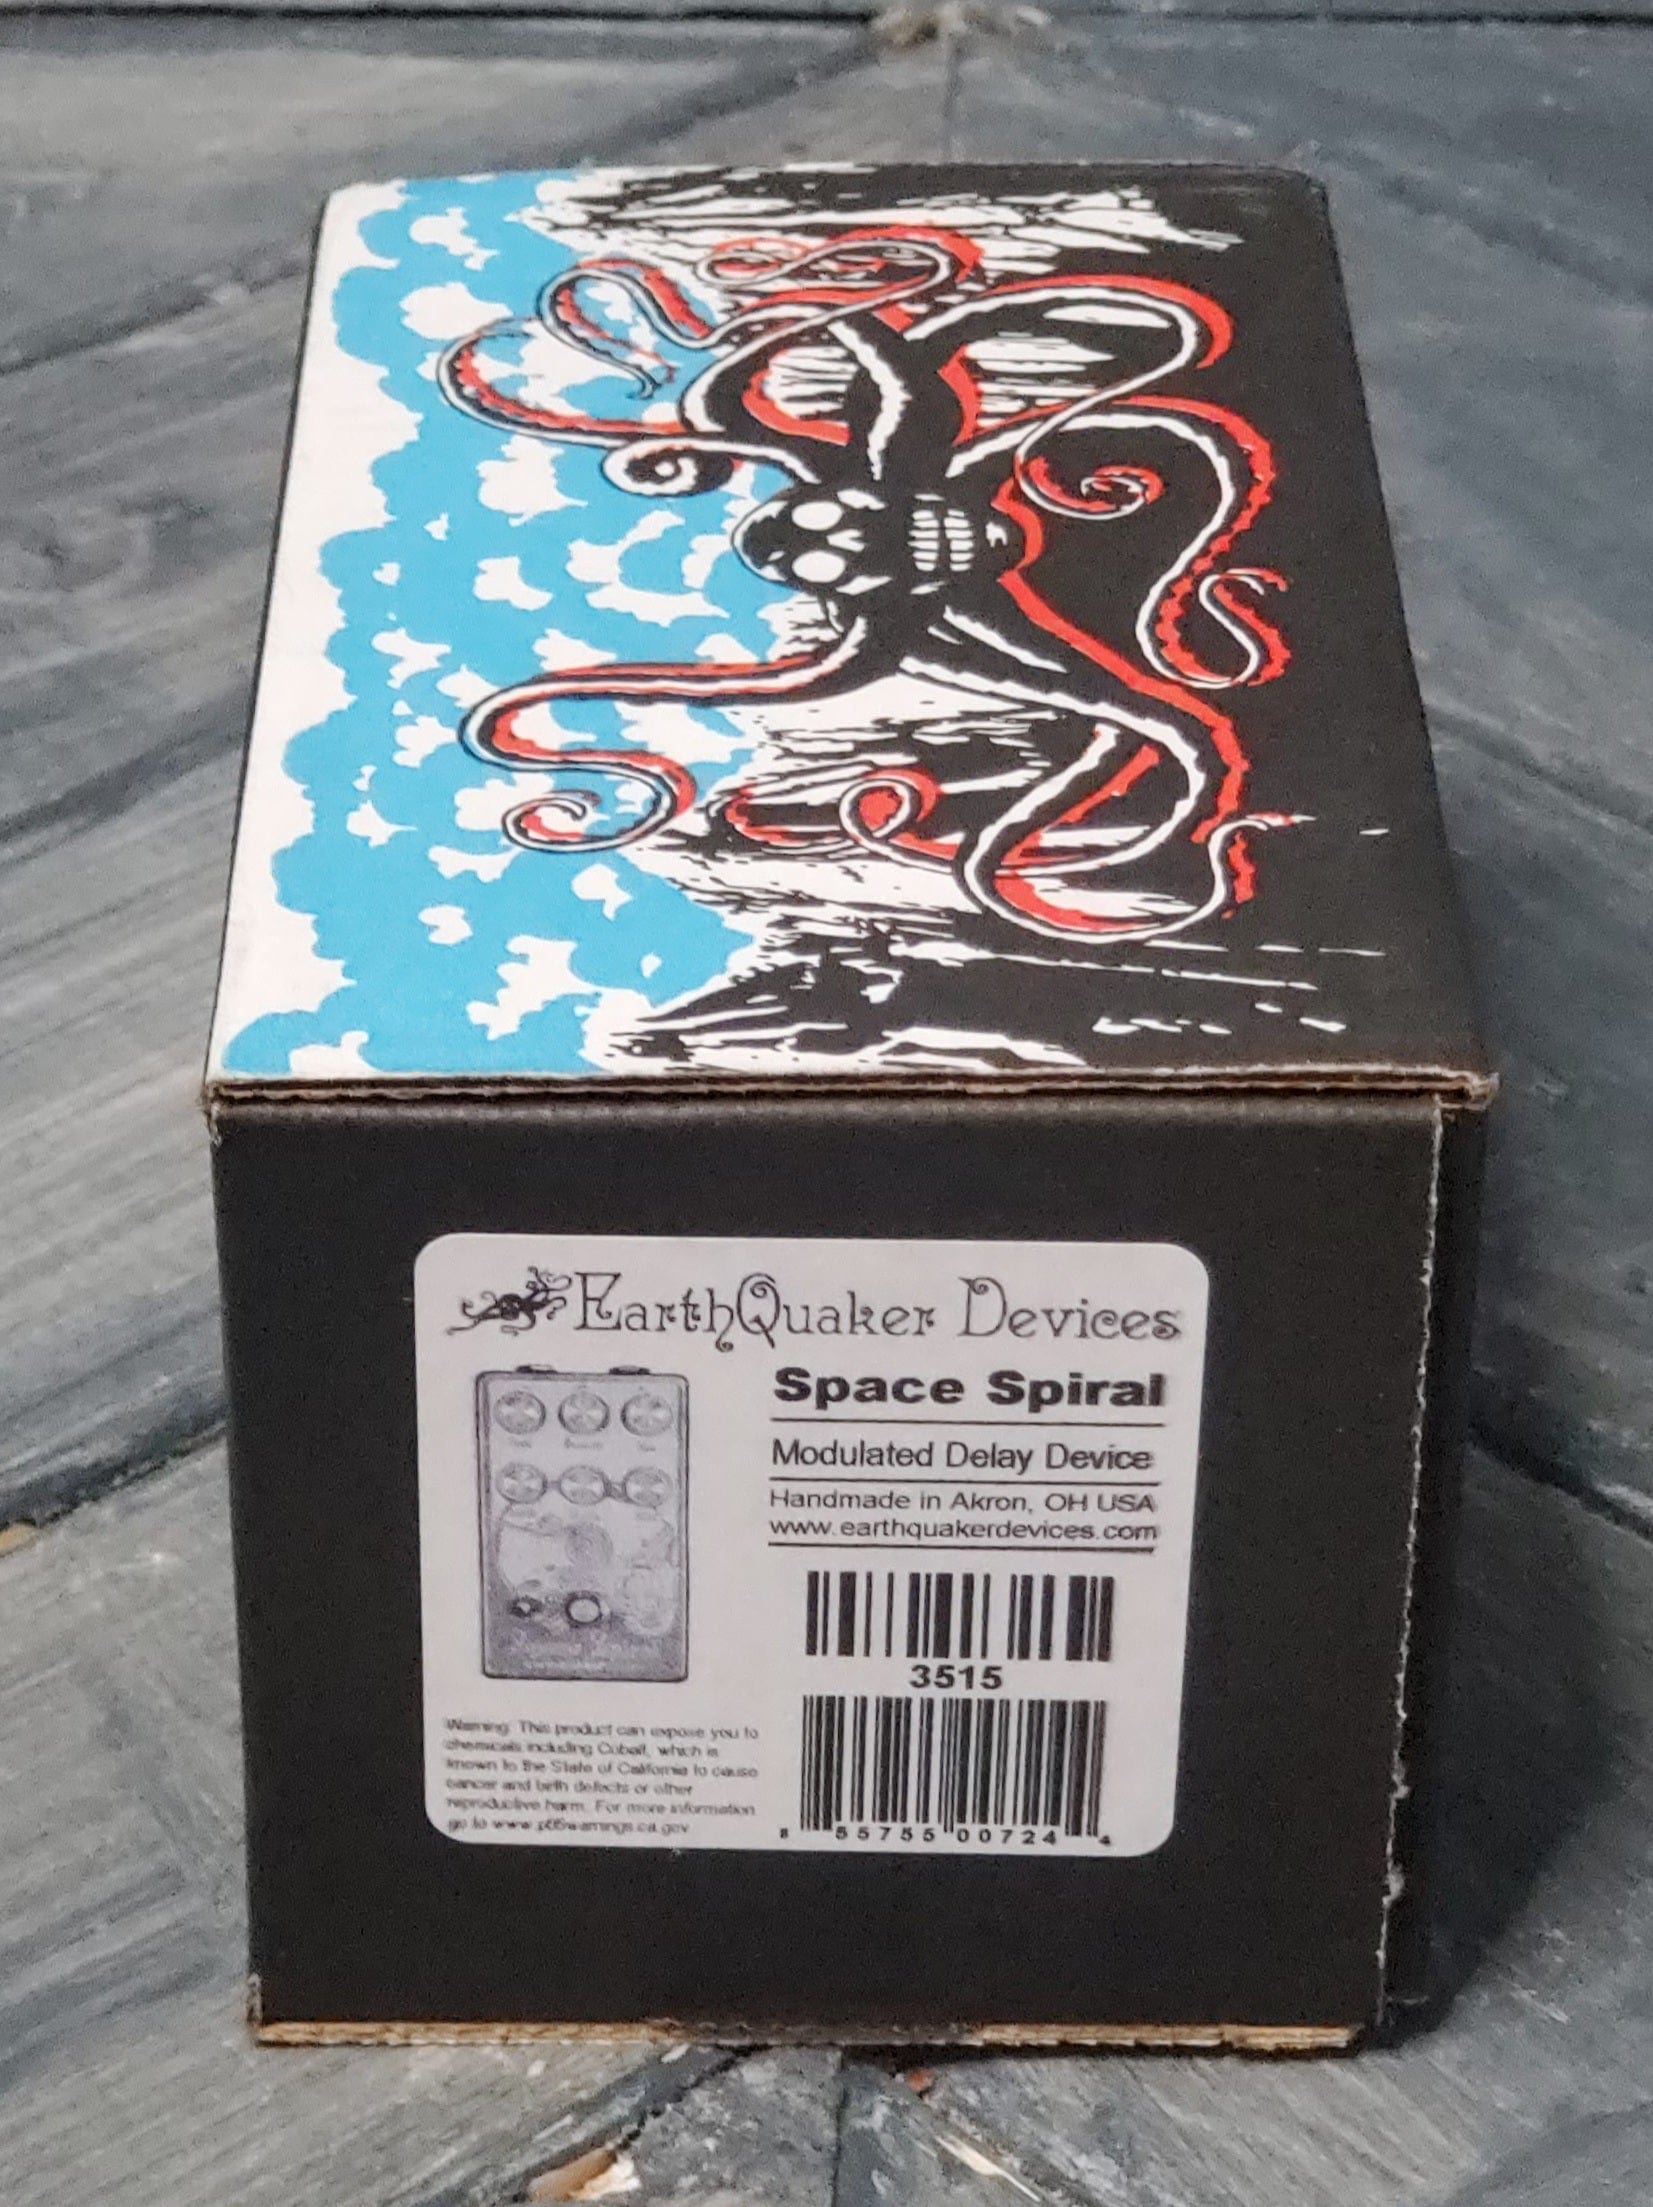 EarthQuaker Devices
Space Spiral
Modulated Delay Device
Handmade in Akron, OH USA
www.earthquakerdevices.com
3515
8 55755 00724 4
Warning: This product can expose you to
chemicals including Cobalt, which is
known to the State of California to cause
cancer and birth defects or other
reproductive harm. For more information
go to www.p65warnings.ca.gov